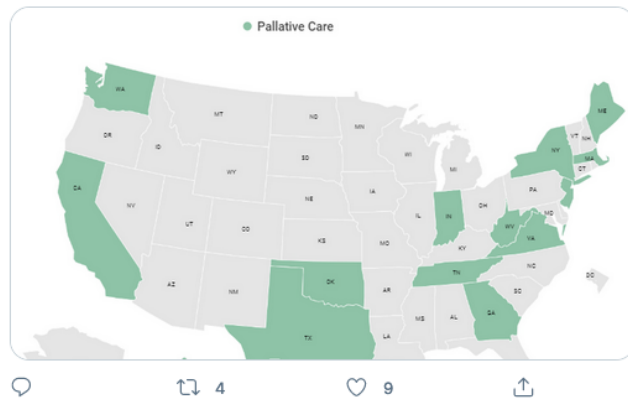 Pallative Care
WA
ME
MT
ND
VT
NH
OR
MN
ID
SD
WI
NY
MA
WY
MI
CT
CA
IA
PA
NE
NV
OH
IL
IN
MD
UT
CO
WV
VA
KS
MO
KY
NC
TN
DC
OK
AZ
NM
AR
SC
MS
AL
GA
TX
LA
4
9